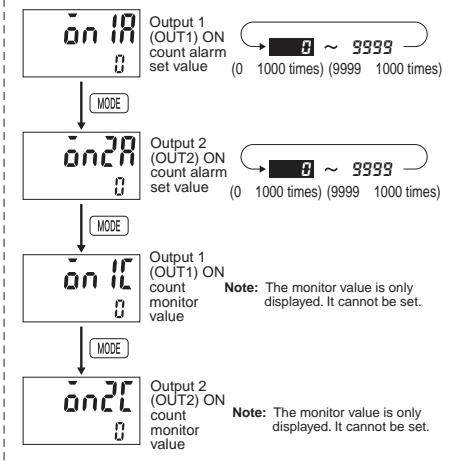 on 1A
0
Output 1
(OUT1) ON
count alarm
set value
0 ~ 9999
(0 1000 times) (9999 1000 times)
MODE
on2A
0
Output 2
(OUT2) ON
count alarm
set value
0 ~ 9999
(0 1000 times) (9999 1000 times)
MODE
on 1C
0
Output 1
(OUT1) ON
count
monitor
value
Note: The monitor value is only
displayed. It cannot be set.
MODE
on2C
0
Output 2
(OUT2) ON
count
monitor
value
Note: The monitor value is only
displayed. It cannot be set.